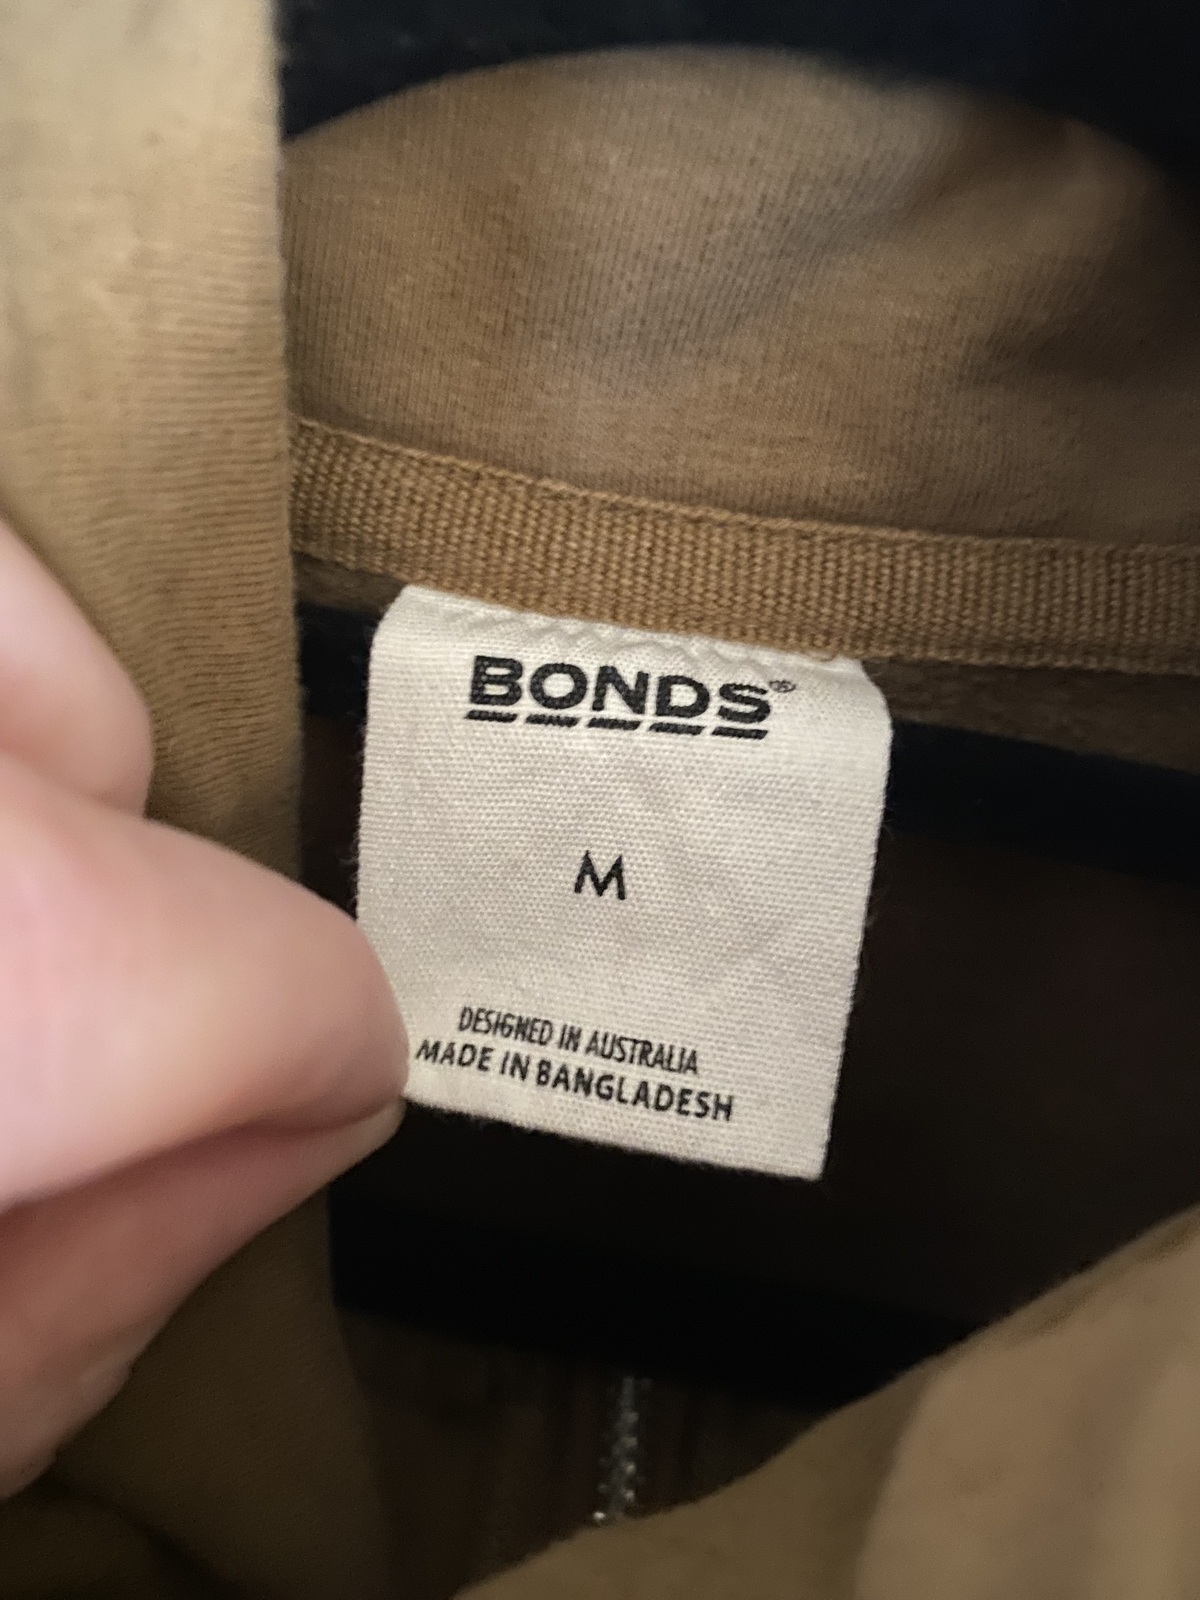 BONDS
M
DESIGNED IN AUSTRALIA
MADE IN BANGLADESH